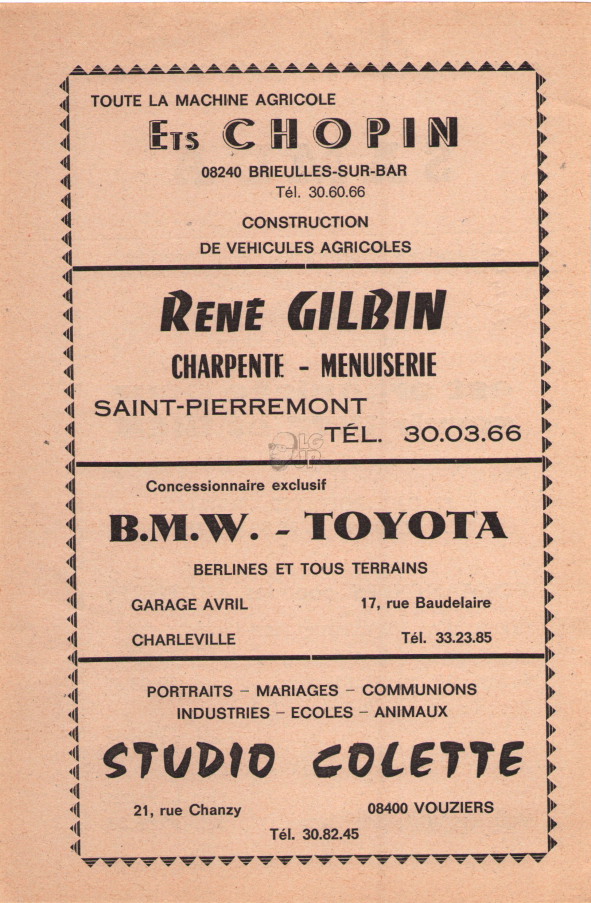 TOUTE LA MACHINE AGRICOLE
ETS CHOPIN
08240 BRIEULLES-SUR-BAR
Tél. 30.60.66
CONSTRUCTION
DE VEHICULES AGRICOLES
RENÉ GILBIN
CHARPENTE - MENUISERIE
SAINT-PIERREMONT
TÉL. 30.03.66
LG
UP
Concessionnaire exclusif
B.M.W. - TOYOTA
BERLINES ET TOUS TERRAINS
GARAGE AVRIL 17, rue Baudelaire
CHARLEVILLE Tél. 33.23.85
PORTRAITS - MARIAGES - COMMUNIONS
INDUSTRIES - ECOLES - ANIMAUX
STUDIO COLETTE
21, rue Chanzy 08400 VOUZIERS
Tél. 30.82.45